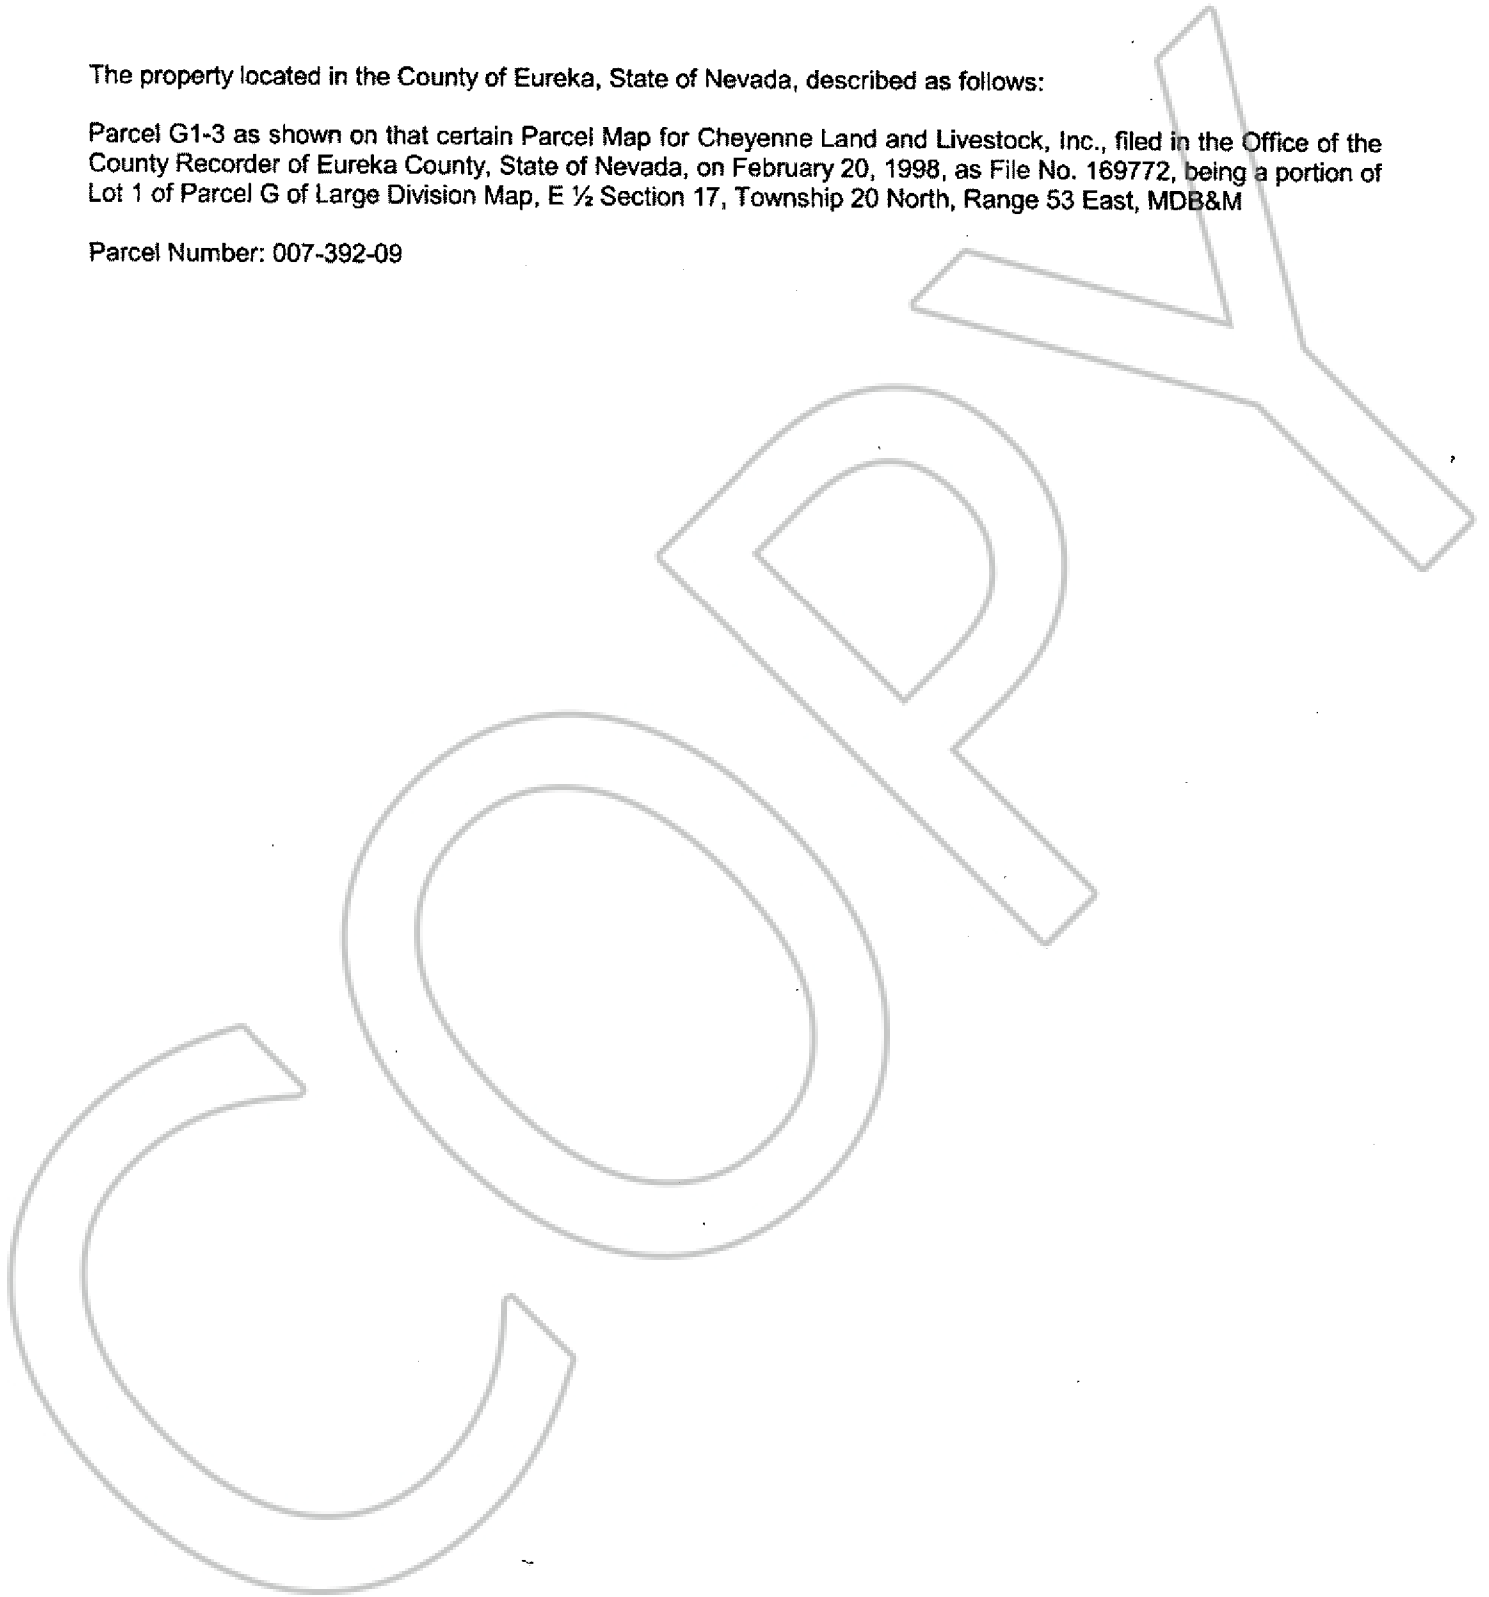 The property located in the County of Eureka, State of Nevada, described as follows:
Parcel G1-3 as shown on that certain Parcel Map for Cheyenne Land and Livestock, Inc., filed in the Office of the
County Recorder of Eureka County, State of Nevada, on February 20, 1998, as File No. 169772, being a portion of
Lot 1 of Parcel G of Large Division Map, E ½ Section 17, Township 20 North, Range 53 East, MDB&M
Parcel Number: 007-392-09
COPY